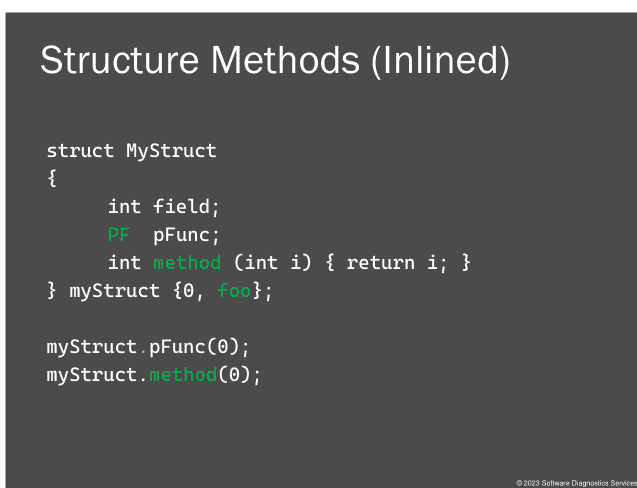 Structure Methods (Inlined)
struct MyStruct
{
int field;
PF pFunc;
int method (int i) { return i; }
} myStruct {0, foo};
myStruct.pFunc(0);
myStruct.method(0);
© 2023 Software Diagnostics Services